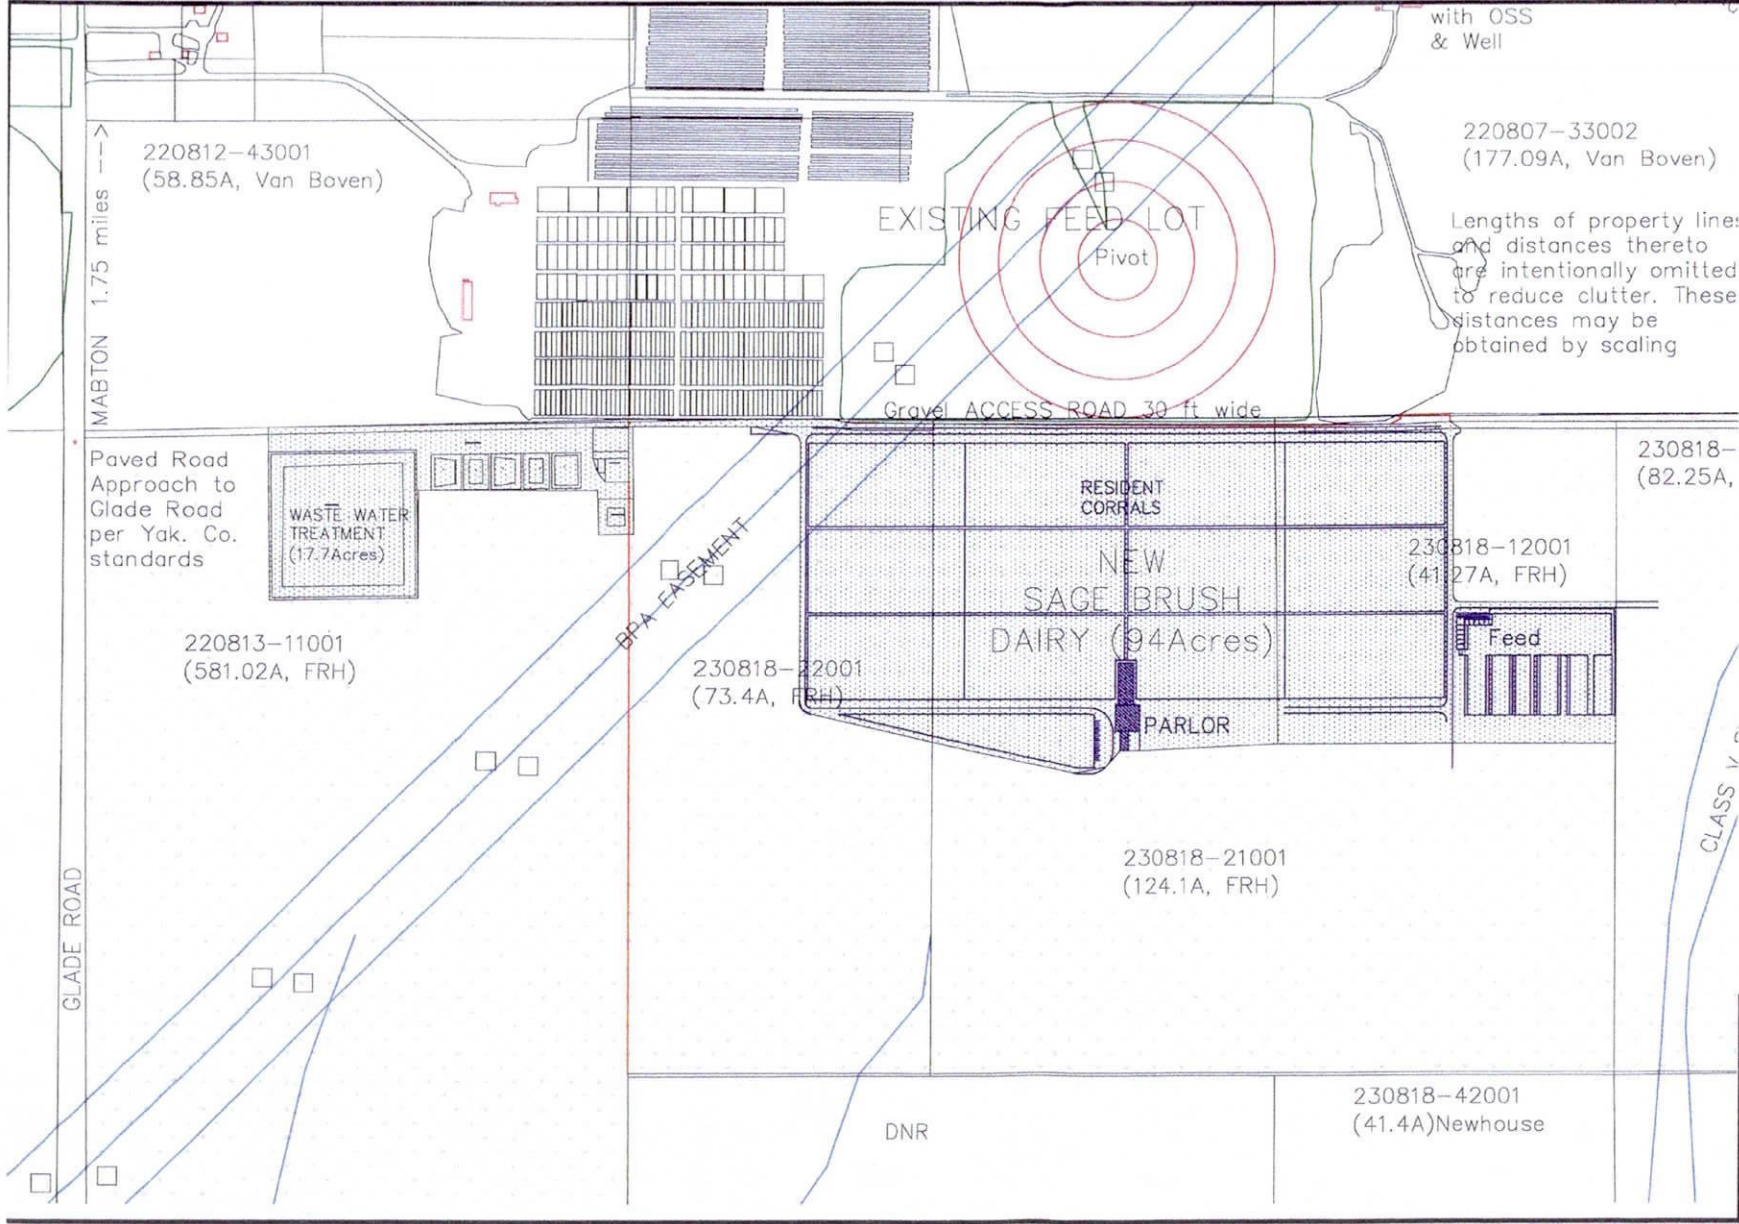 with OSS
& Well
220812-43001
(58.85A, Van Boven)
220807-33002
(177.09A, Van Boven)
MABTON 1.75 miles --->
EXISTING FEED LOT
Pivot
Lengths of property lines
and distances thereto
are intentionally omitted
to reduce clutter. These
distances may be
obtained by scaling
Gravel ACCESS ROAD 30 ft wide
Paved Road
Approach to
Glade Road
per Yak. Co.
standards
WASTE WATER
TREATMENT
(17.7Acres)
RESIDENT
CORRALS
230818-
(82.25A,
NEW
SAGE BRUSH
DAIRY (94Acres)
230818-12001
(41.27A, FRH)
BPA EASEMENT
220813-11001
(581.02A, FRH)
230818-22001
(73.4A, FRH)
Feed
PARLOR
CLASS V
230818-21001
(124.1A, FRH)
GLADE ROAD
DNR
230818-42001
(41.4A)Newhouse